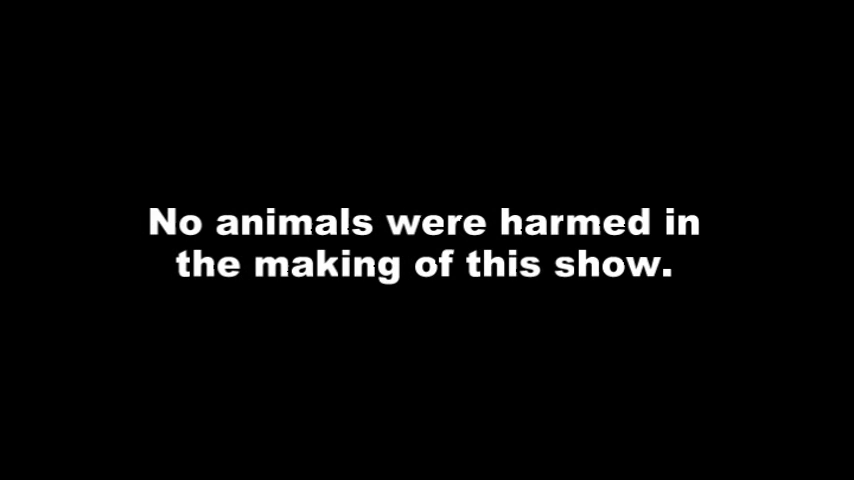 No animals were harmed in
the making of this show.